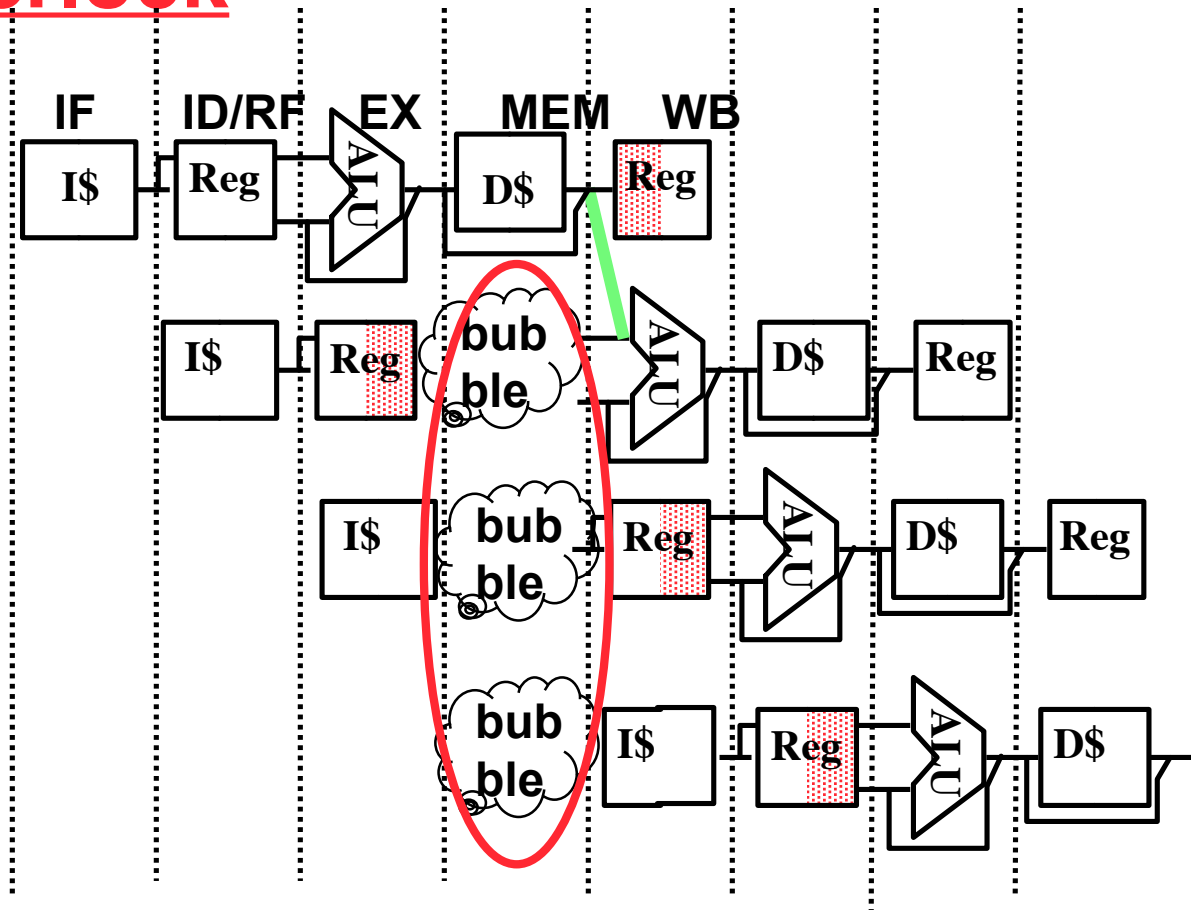 IF ID/RF EX MEM WB
I$ Reg ALU D$ Reg
I$ Reg bub ble ALU D$ Reg
I$ bub ble Reg ALU D$ Reg
bub ble I$ Reg ALU D$